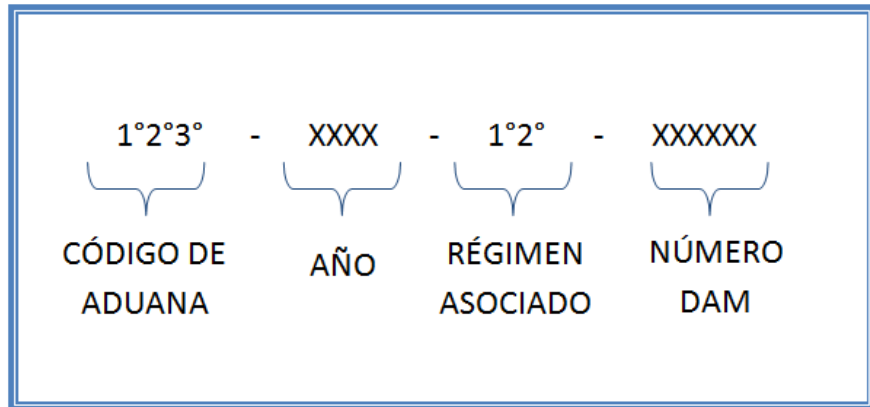 1°2°3° - XXXX - 1°2° - XXXXXX
CÓDIGO DE ADUANA
AÑO
RÉGIMEN ASOCIADO
NÚMERO DAM